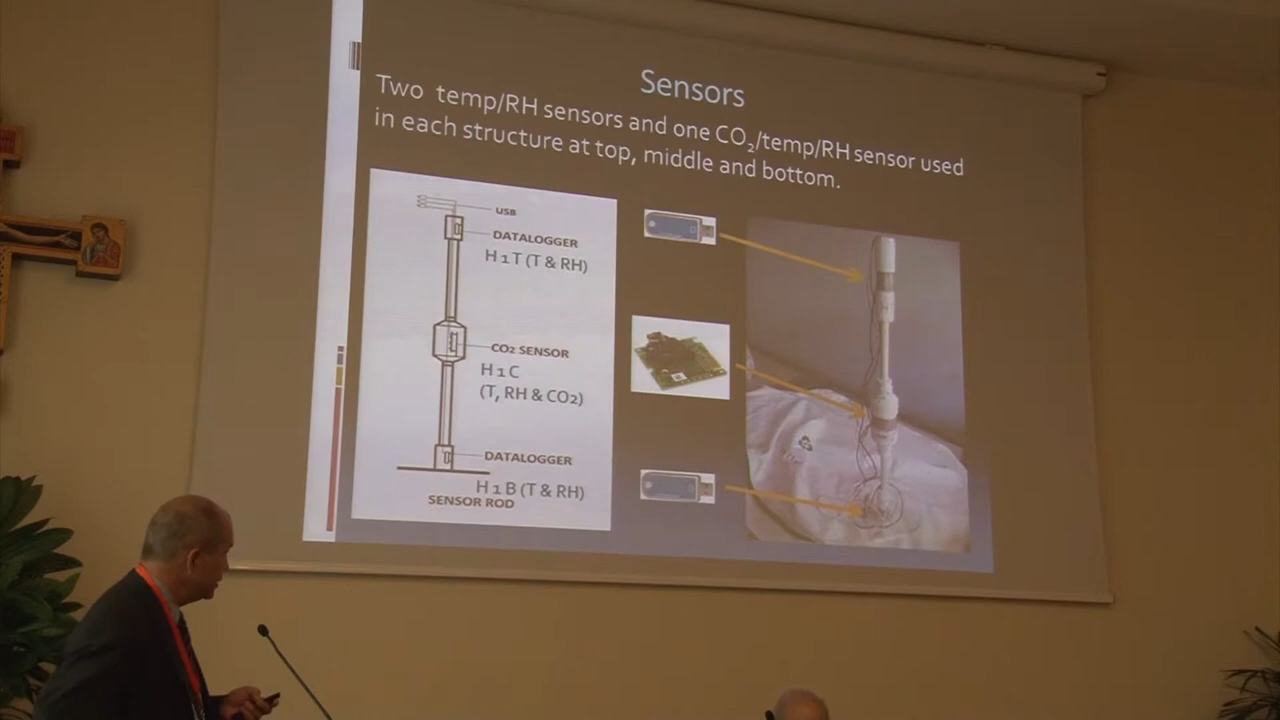 Sensors
Two temp/RH sensors and one CO₂/temp/RH sensor used
in each structure at top, middle and bottom.
USB
DATALOGGER
H1T (T & RH)
CO2 SENSOR
H1C
(T, RH & CO2)
DATALOGGER
H1B (T & RH)
SENSOR ROD